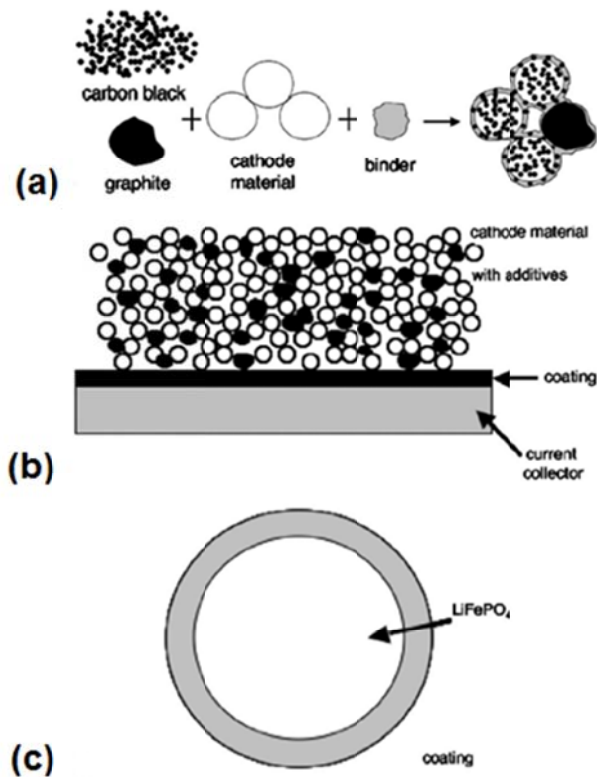 carbon black
graphite
+
cathode
material
+
binder
(a)
cathode material
with additives
coating
current
collector
(b)
LiFePO₄
coating
(c)